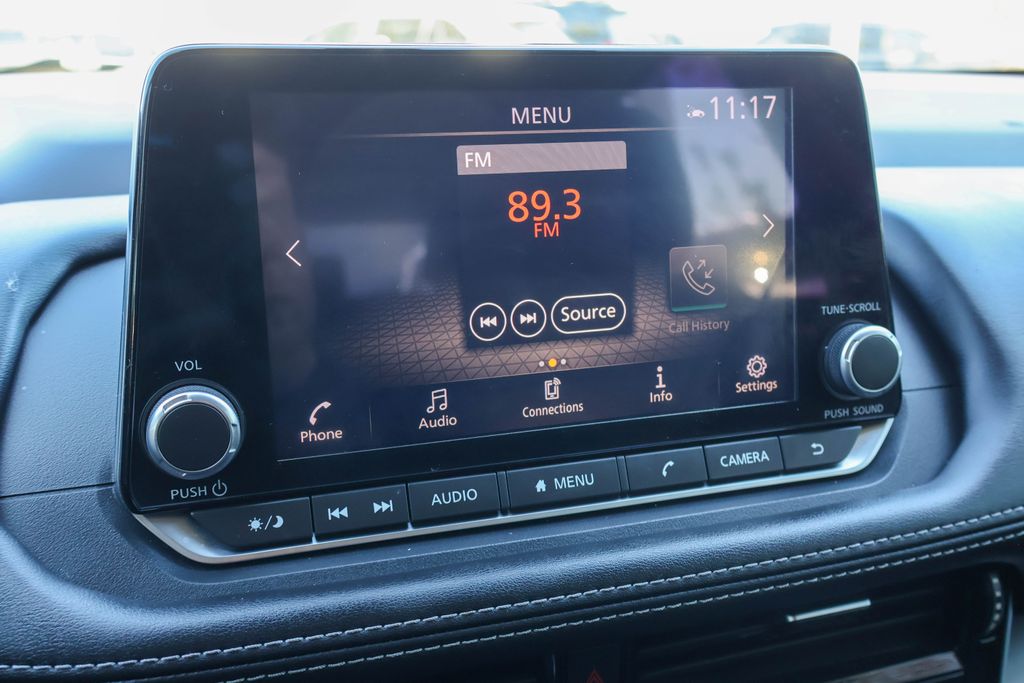 MENU
11:17
FM
89.3
FM
Source
Call History
Phone
Audio
Connections
Info
Settings
VOL
PUSH
TUNE·SCROLL
PUSH SOUND
AUDIO
MENU
CAMERA